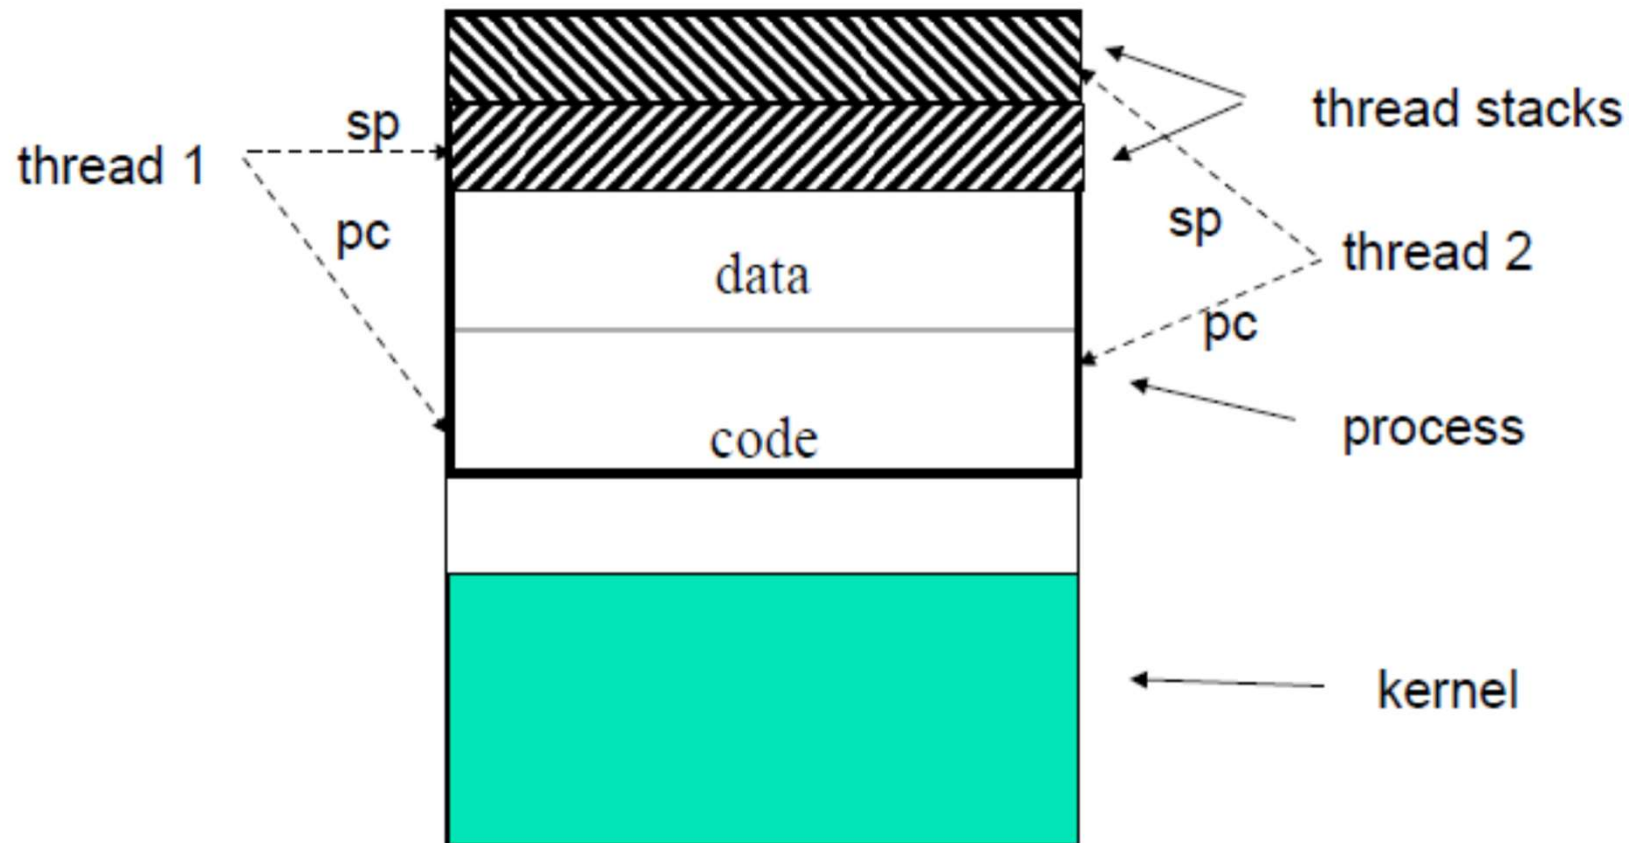 thread stacks
sp
thread 1
pc
sp
thread 2
data
pc
process
code
kernel